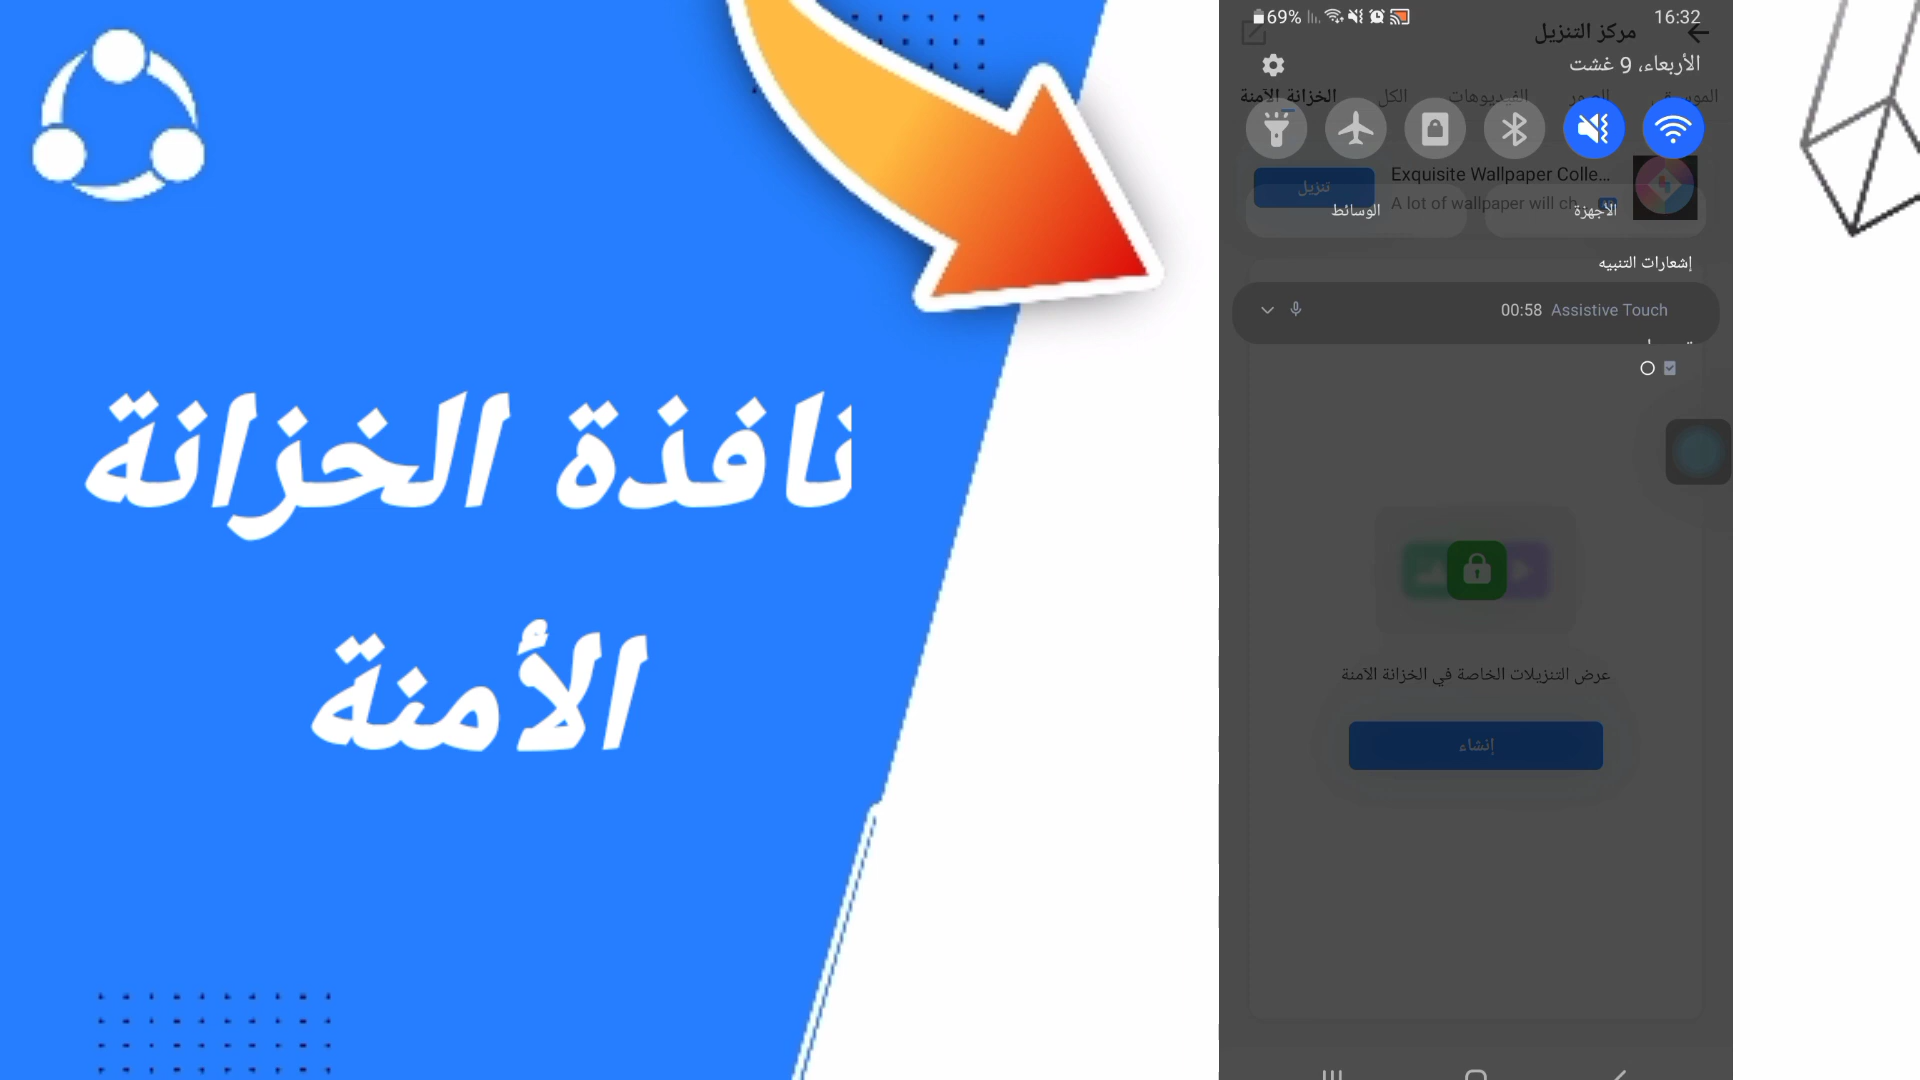 نافذة الخزانة
الأمنة
69%
16:32
مركز التنزيل
الأربعاء، 9 غشت
الموسيقى الصور الفيديوهات الكل الخزانة الآمنة
Exquisite Wallpaper Colle...
تنزيل
A lot of wallpaper will ch...
الأجهزة
الوسائط
إشعارات التنبيه
00:58 Assistive Touch
عرض التنزيلات الخاصة في الخزانة الآمنة
إنشاء